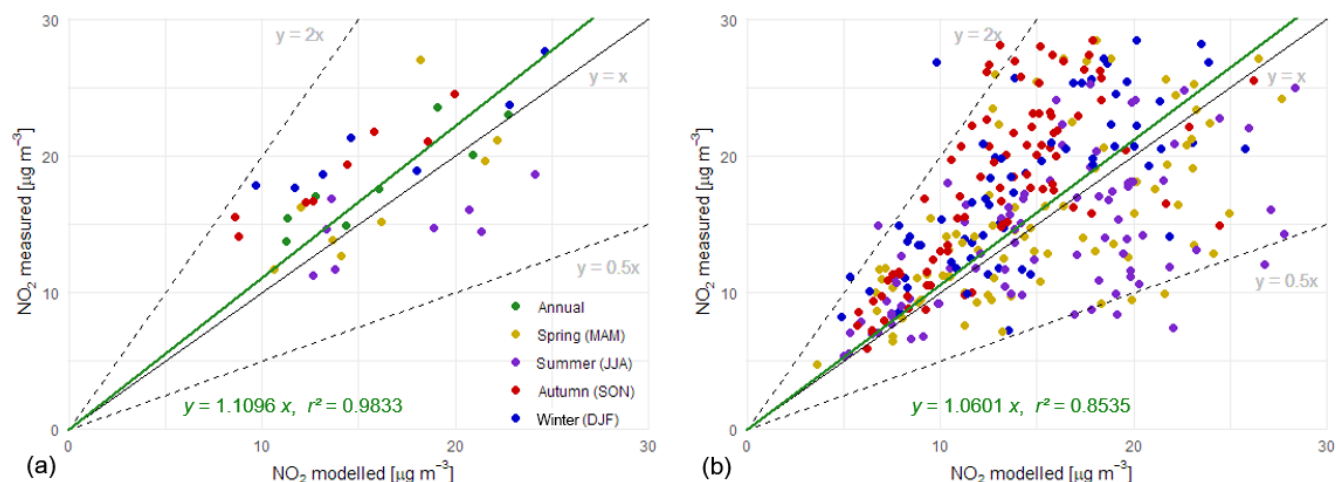 30
20
10
0
NO₂ measured [µg m⁻³]
y = 2x
y = x
y = 0.5x
Annual
Spring (MAM)
Summer (JJA)
Autumn (SON)
Winter (DJF)
y = 1.1096 x, r² = 0.9833
0 10 20 30
NO₂ modelled [µg m⁻³]
(a)
30
20
10
0
NO₂ measured [µg m⁻³]
y = 2x
y = x
y = 0.5x
y = 1.0601 x, r² = 0.8535
0 10 20 30
NO₂ modelled [µg m⁻³]
(b)